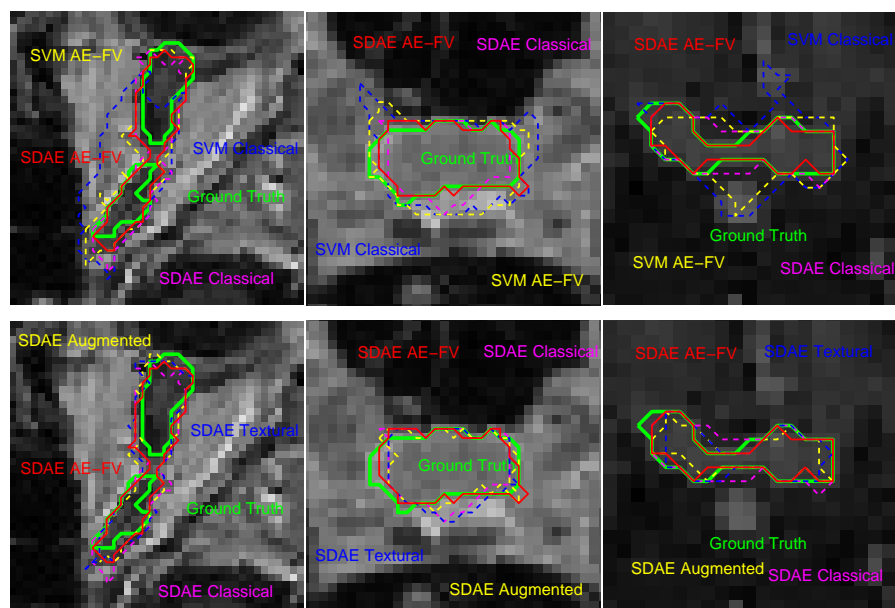 SVM AE−FV
SDAE AE−FV
SVM Classical
Ground Truth
SDAE Classical
SDAE AE−FV
SDAE Classical
Ground Truth
SVM Classical
SVM AE−FV
SDAE AE−FV
SVM Classical
Ground Truth
SVM AE−FV
SDAE Classical
SDAE Augmented
SDAE Textural
SDAE AE−FV
Ground Truth
SDAE Classical
SDAE AE−FV
SDAE Classical
Ground Truth
SDAE Textural
SDAE Augmented
SDAE AE−FV
SDAE Textural
Ground Truth
SDAE Augmented
SDAE Classical